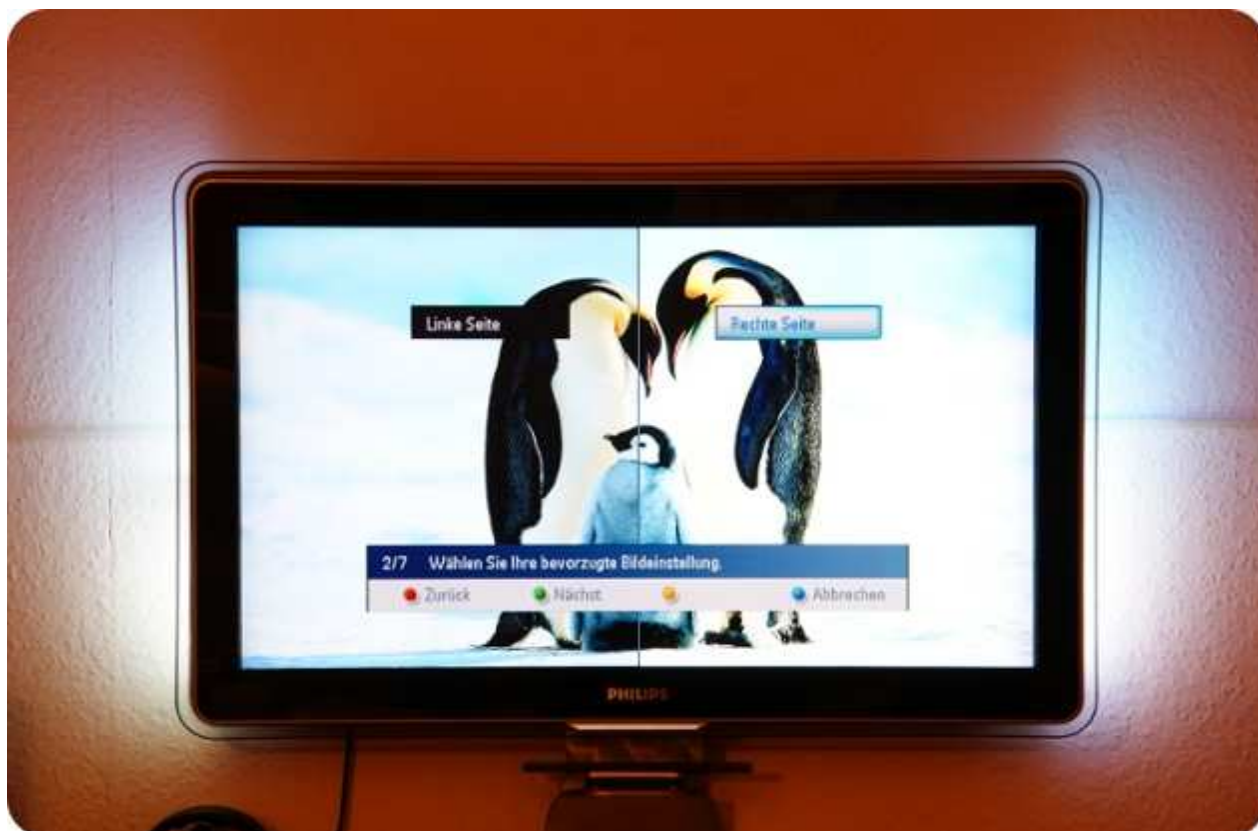 Linke Seite
Rechte Seite
2/7 Wählen Sie Ihre bevorzugte Bildeinstellung.
Zurück Nächst. Abbrechen
PHILIPS